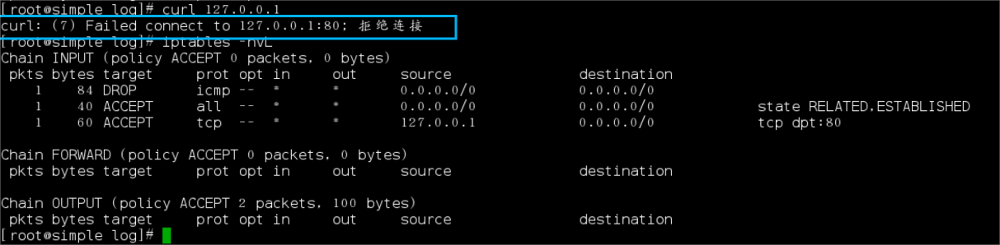 [root@simple log]# curl 127.0.0.1
curl: (7) Failed connect to 127.0.0.1:80; 拒绝连接
[root@simple log]# iptables -nvL
Chain INPUT (policy ACCEPT 0 packets, 0 bytes)
pkts bytes target prot opt in out source destination
1 84 DROP icmp -- * * 0.0.0.0/0 0.0.0.0/0
1 40 ACCEPT all -- * * 0.0.0.0/0 0.0.0.0/0 state RELATED,ESTABLISHED
1 60 ACCEPT tcp -- * * 127.0.0.1 0.0.0.0/0 tcp dpt:80
Chain FORWARD (policy ACCEPT 0 packets, 0 bytes)
pkts bytes target prot opt in out source destination
Chain OUTPUT (policy ACCEPT 2 packets, 100 bytes)
pkts bytes target prot opt in out source destination
[root@simple log]#